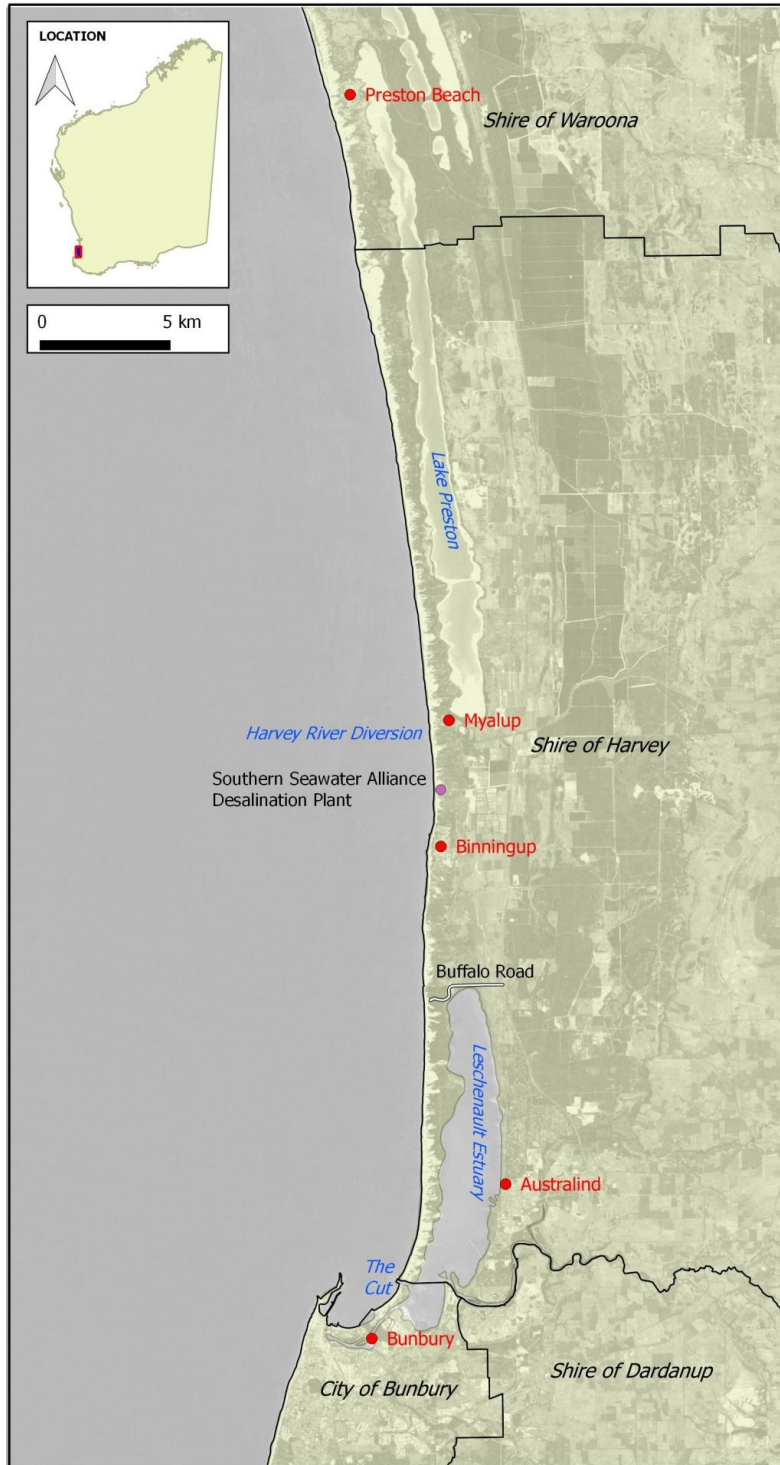 LOCATION
0 5 km
Preston Beach
Shire of Waroona
Lake Preston
Myalup
Harvey River Diversion
Shire of Harvey
Southern Seawater Alliance
Desalination Plant
Binningup
Buffalo Road
Leschenault Estuary
Australind
The
Cut
Bunbury
Shire of Dardanup
City of Bunbury